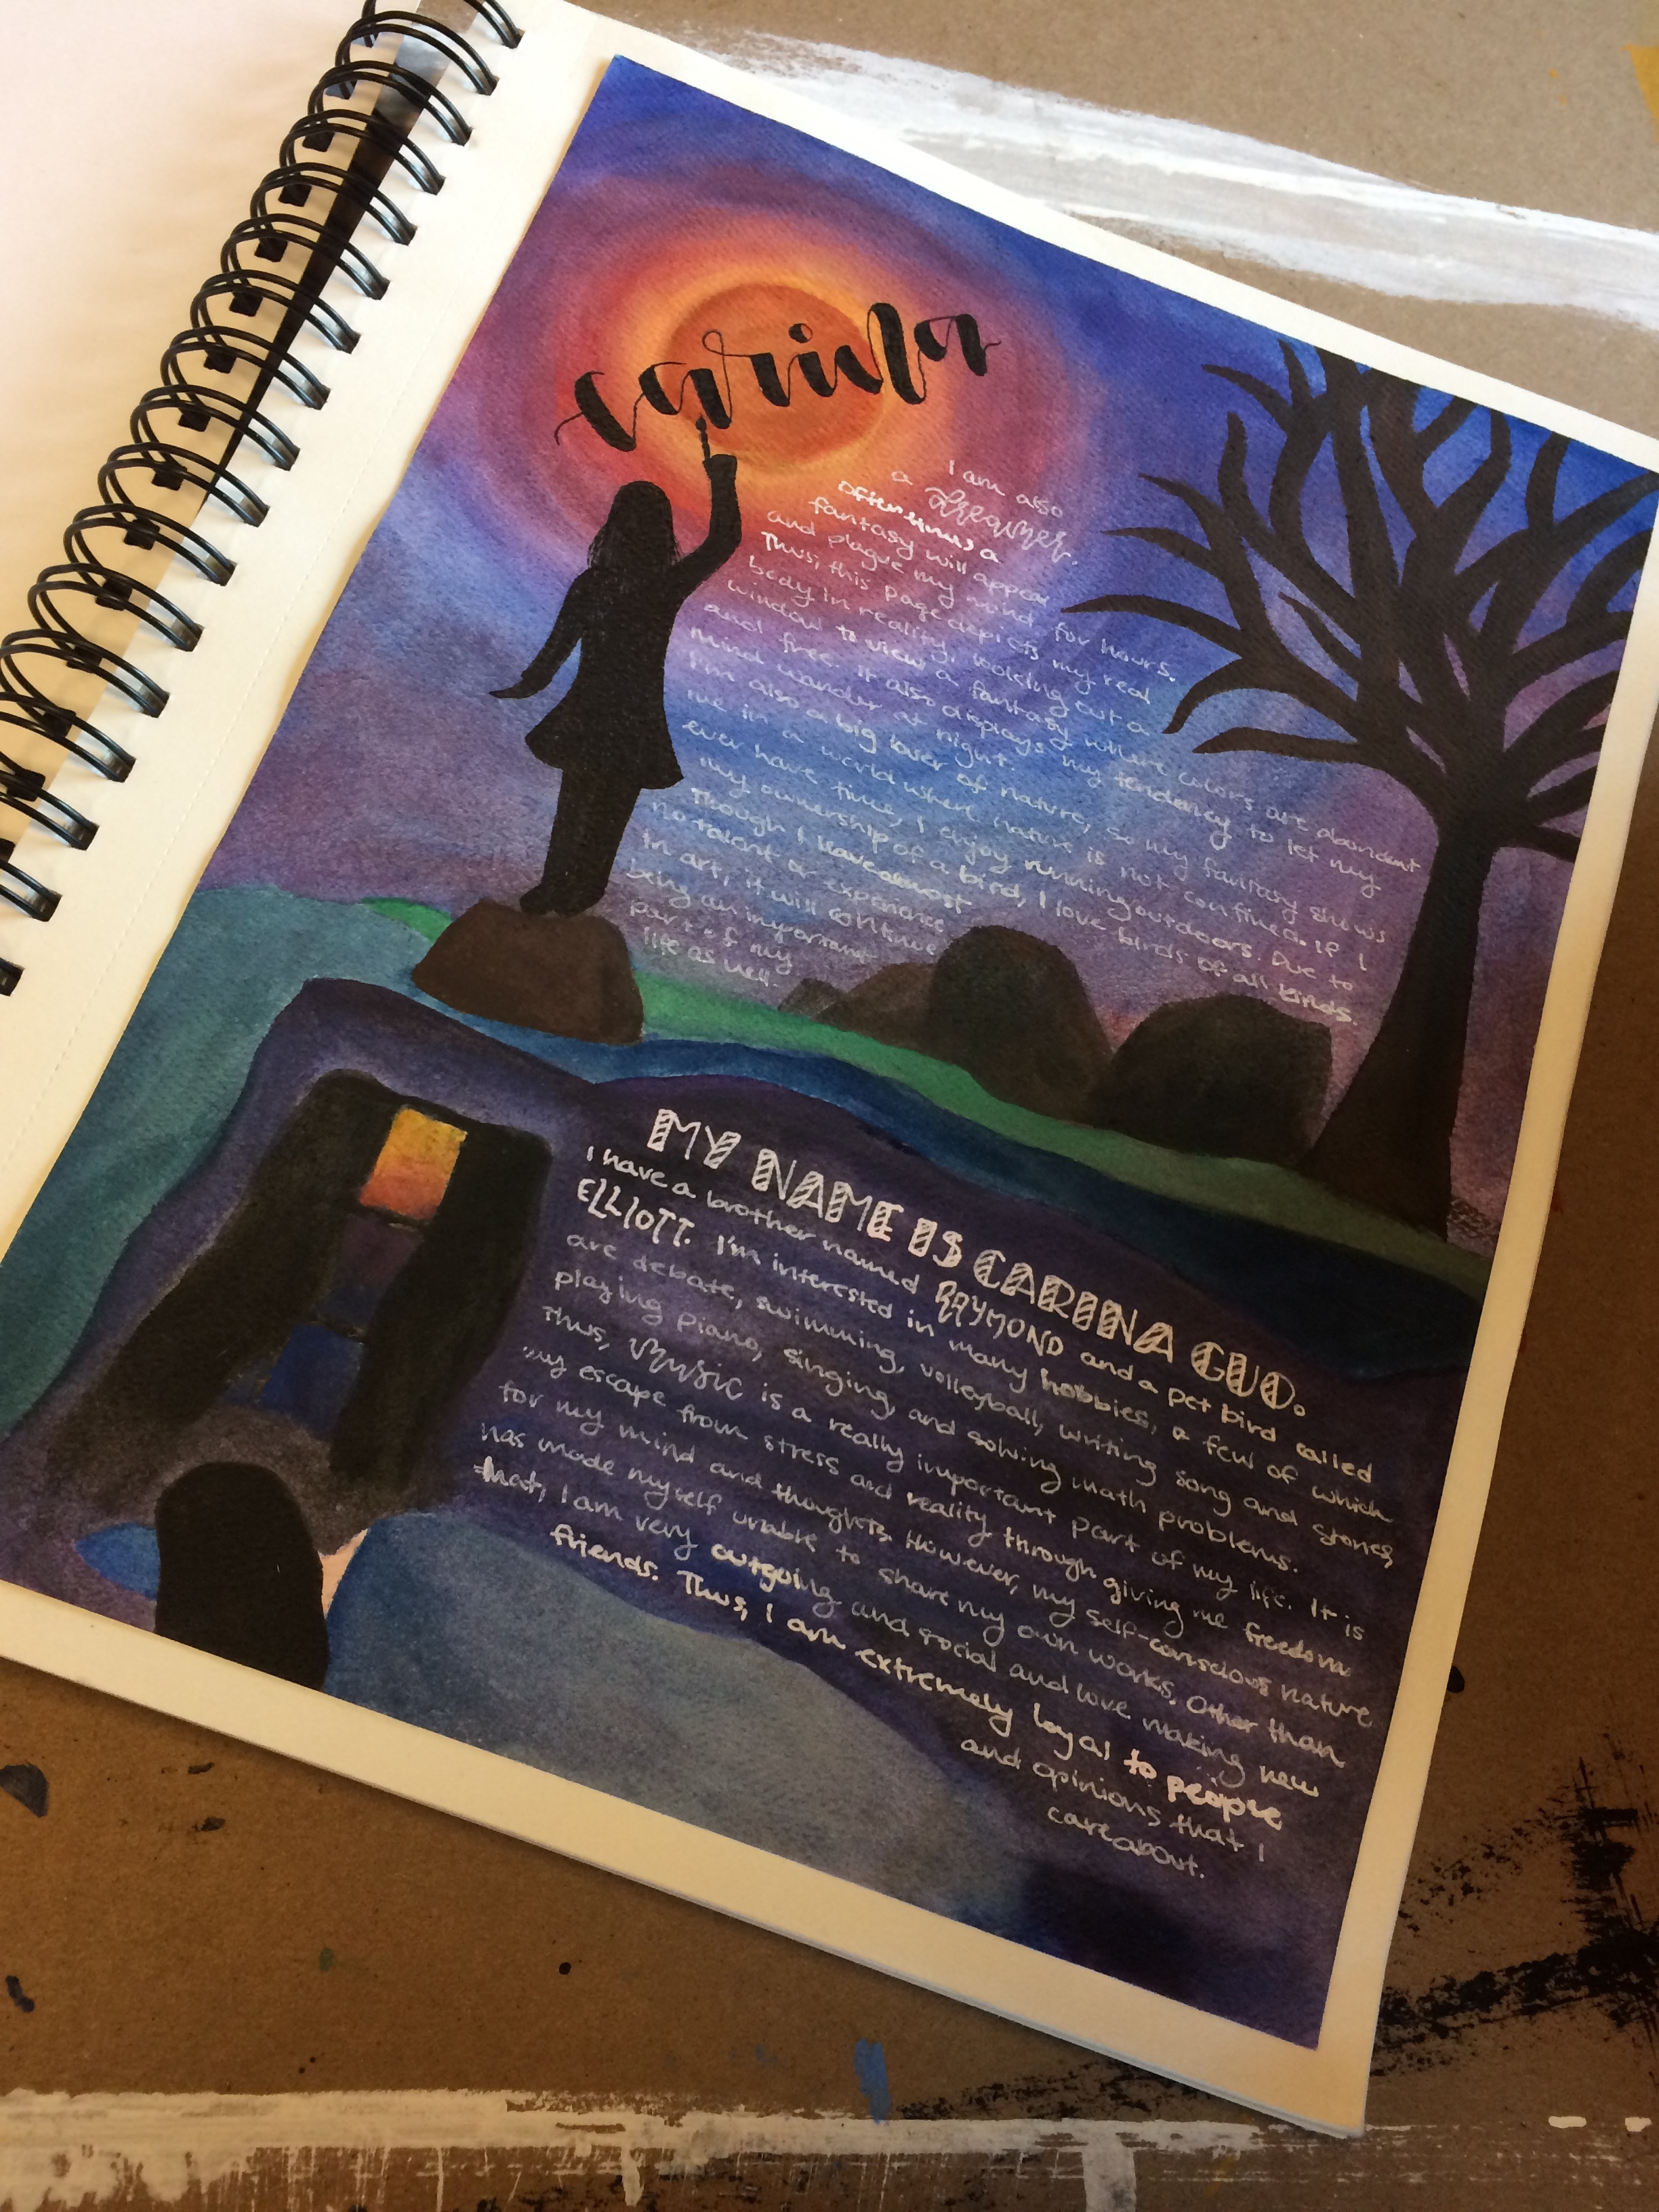 carina
I am also
a dreamer.
Oftentimes a
fantasy will appear
and plague my mind for hours.
Thus, this page depicts my real
body in reality, looking out a
window to view a fantasy where colors are abundant
and free. It also displays my tendency to let my
mind wander at night.
I'm also a big lover of nature, so my fantasy shows
me in a world where nature is not confined. If I
ever have time, I enjoy running outdoors. Due to
my ownership of a bird, I love birds of all kinds.
Though I have almost
no talent or experience
in art, it will continue
being an important
part of my
life as well.
MY NAME IS CARINA GUO.
I have a brother named RAYMOND and a pet bird called
ELLIOTT. I'm interested in many hobbies, a few of which
are debate, swimming, volleyball, writing song and stories,
playing piano, singing, and solving math problems.
Thus, Music is a really important part of my life. It is
my escape from stress and reality through giving me freedom
for my mind and thoughts. However, my self-conscious nature
has made myself unable to share my own works. Other than
that, I am very outgoing and social and love making new
friends. Thus, I am extremely loyal to people
and opinions that I
care about.